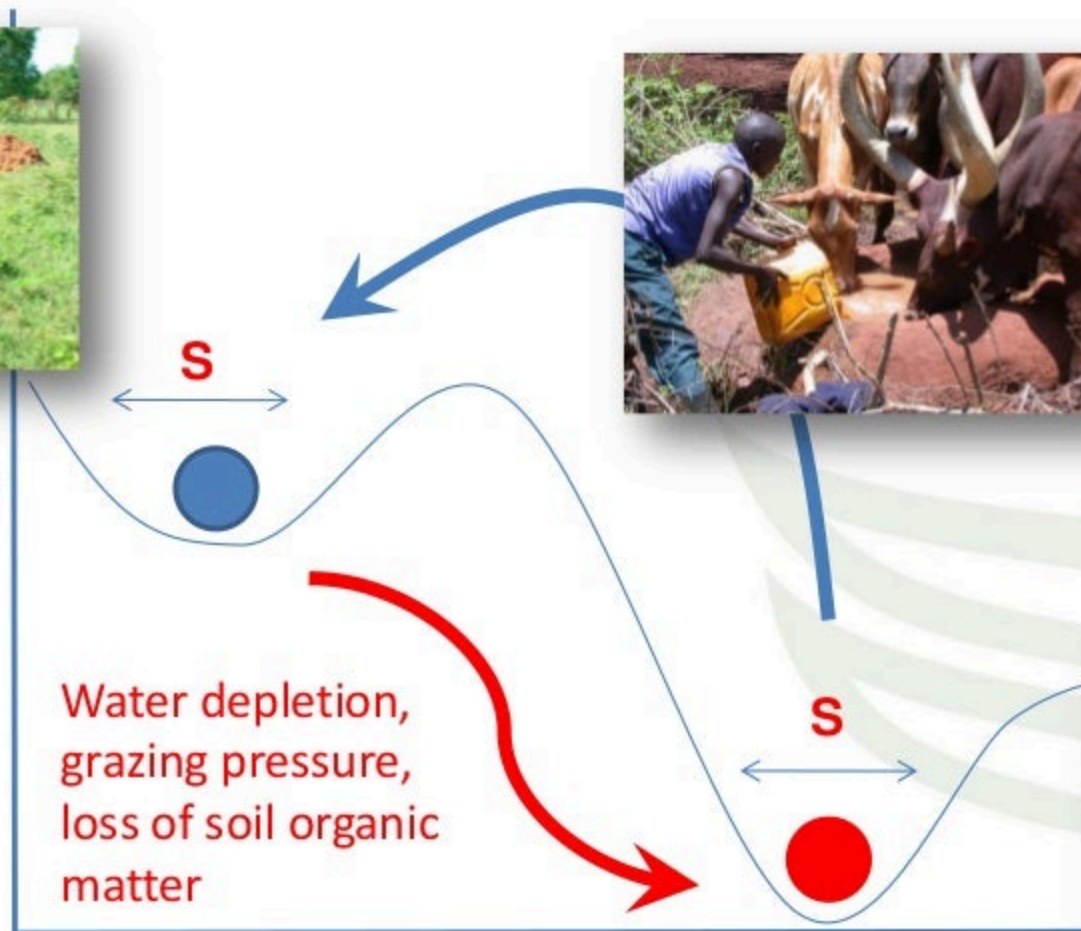 S
Water depletion,
grazing pressure,
loss of soil organic
matter
S